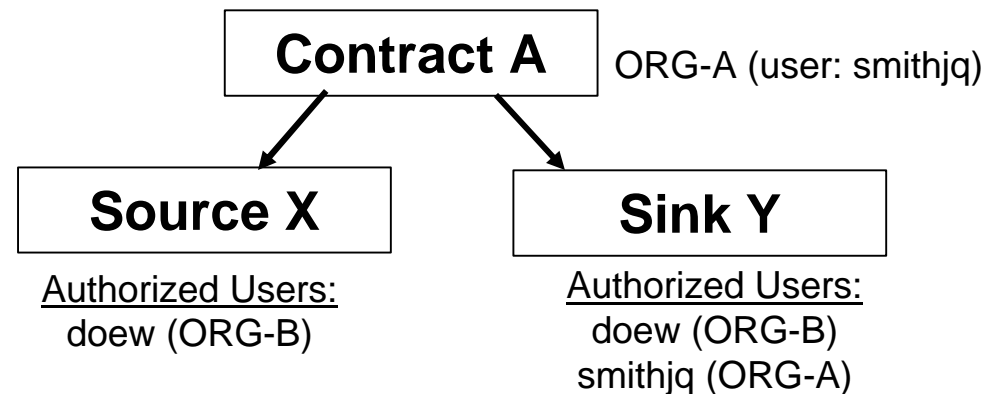 Contract A
ORG-A (user: smithjq)
Source X
Sink Y
Authorized Users:
doew (ORG-B)
Authorized Users:
doew (ORG-B)
smithjq (ORG-A)